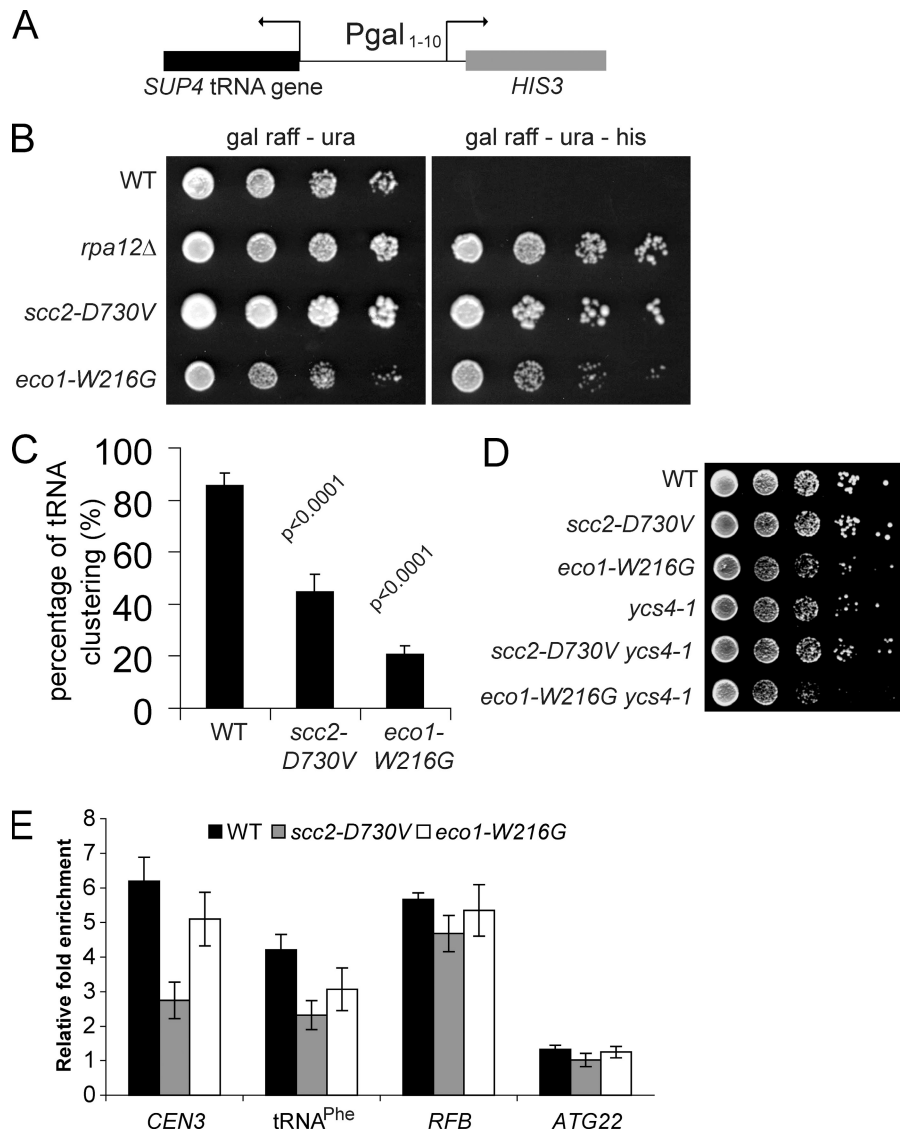 A
Pgal 1-10
SUP4 tRNA gene
HIS3
B
gal raff - ura
gal raff - ura - his
WT
rpa12Δ
scc2-D730V
eco1-W216G
C
percentage of tRNA
clustering (%)
100
80
60
40
20
0
p<0.0001
p<0.0001
WT
scc2-
D730V
eco1-
W216G
D
WT
scc2-D730V
eco1-W216G
ycs4-1
scc2-D730V ycs4-1
eco1-W216G ycs4-1
E
Relative fold enrichment
8
7
6
5
4
3
2
1
0
WT scc2-D730V eco1-W216G
CEN3
tRNAPhe
RFB
ATG22